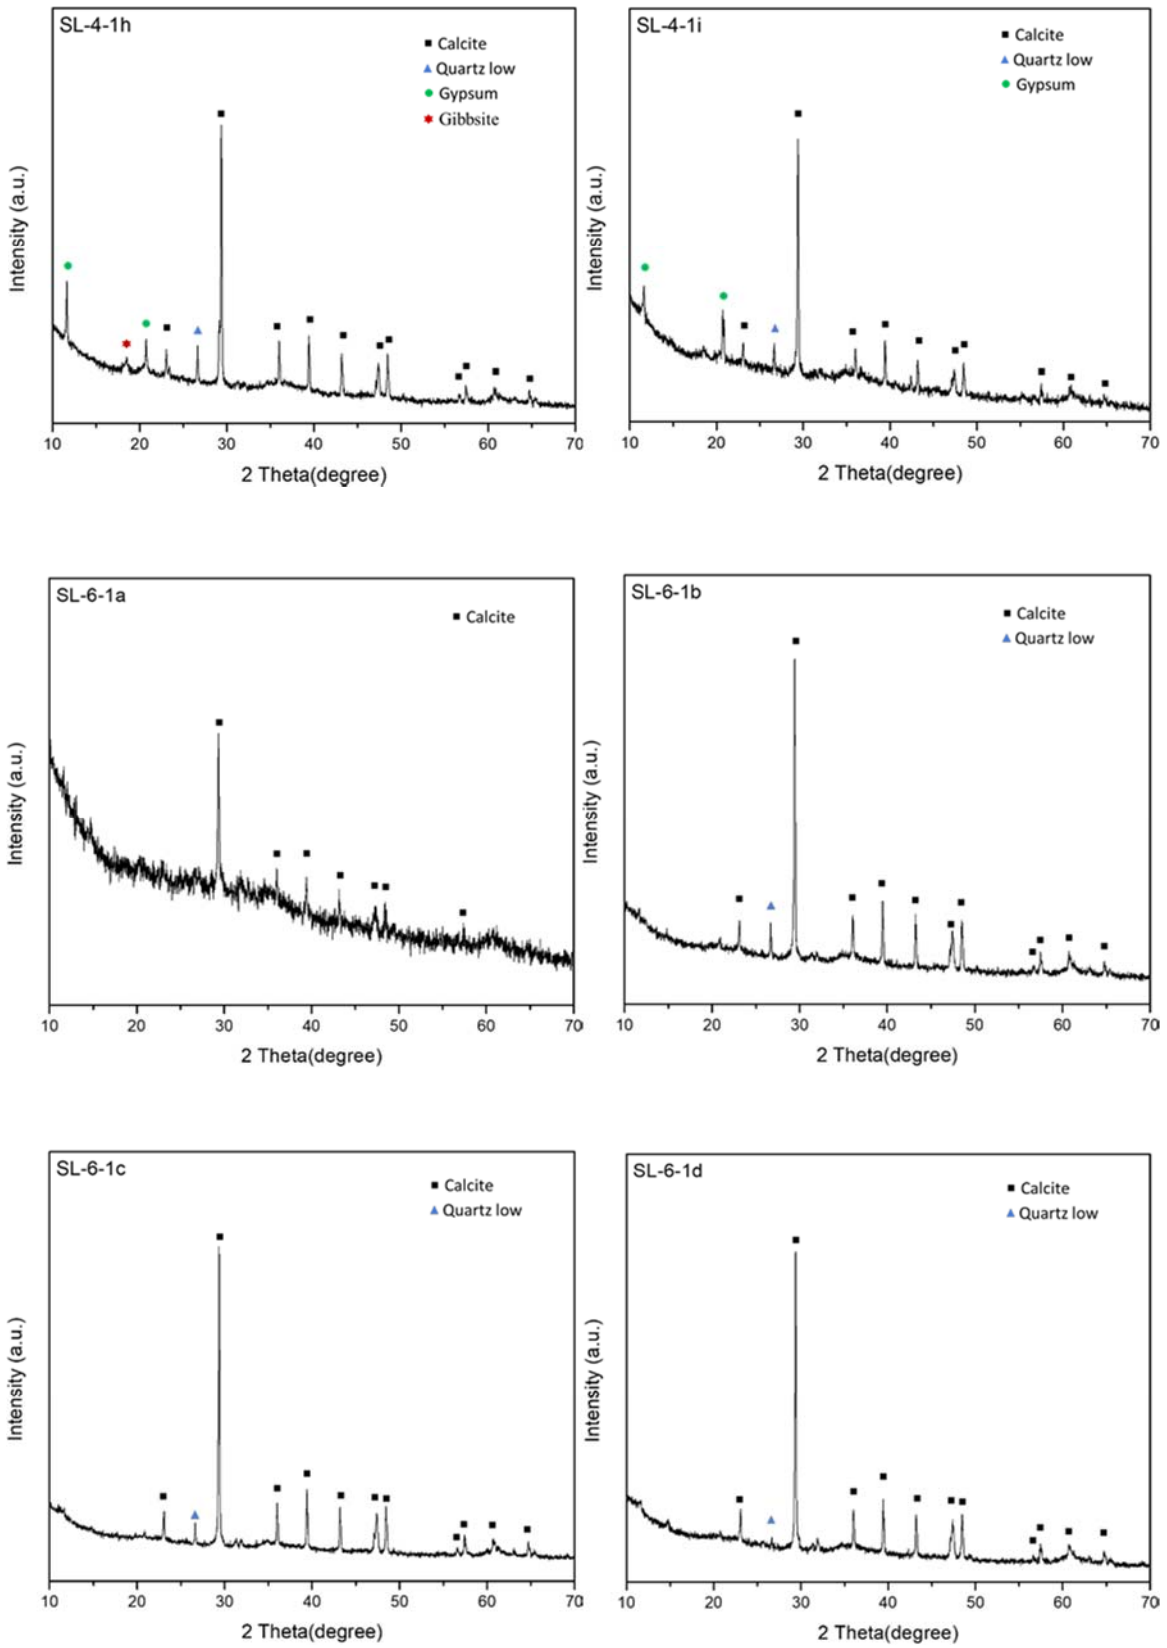 SL-4-1h
Calcite
Quartz low
Gypsum
Gibbsite
Intensity (a.u.)
10 20 30 40 50 60 70
2 Theta(degree)
SL-4-1i
Calcite
Quartz low
Gypsum
Intensity (a.u.)
10 20 30 40 50 60 70
2 Theta(degree)
SL-6-1a
Calcite
Intensity (a.u.)
10 20 30 40 50 60 70
2 Theta(degree)
SL-6-1b
Calcite
Quartz low
Intensity (a.u.)
10 20 30 40 50 60 70
2 Theta(degree)
SL-6-1c
Calcite
Quartz low
Intensity (a.u.)
10 20 30 40 50 60 70
2 Theta(degree)
SL-6-1d
Calcite
Quartz low
Intensity (a.u.)
10 20 30 40 50 60 70
2 Theta(degree)